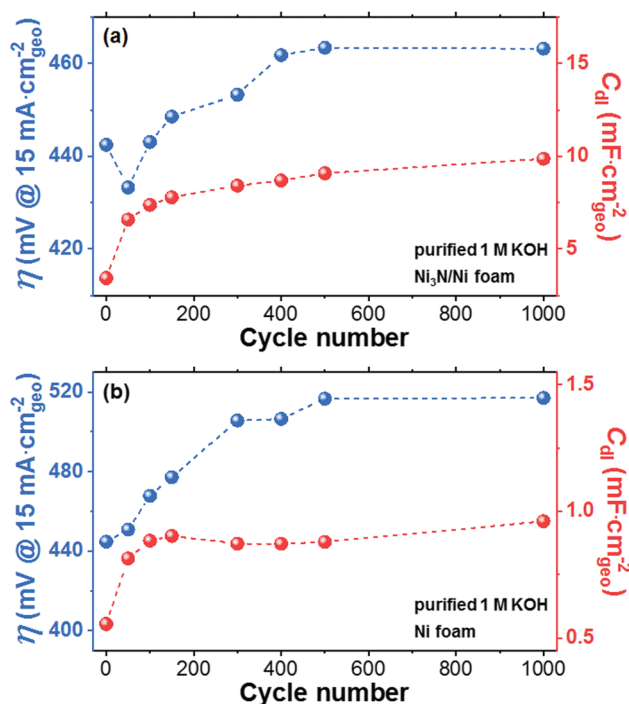 (a)
460
440
420
η (mV @ 15 mA·cm⁻²geo)
15
10
5
Cdl (mF·cm⁻²geo)
purified 1 M KOH
Ni₃N/Ni foam
0 200 400 600 800 1000
Cycle number
(b)
520
480
440
400
η (mV @ 15 mA·cm⁻²geo)
1.5
1.0
0.5
Cdl (mF·cm⁻²geo)
purified 1 M KOH
Ni foam
0 200 400 600 800 1000
Cycle number